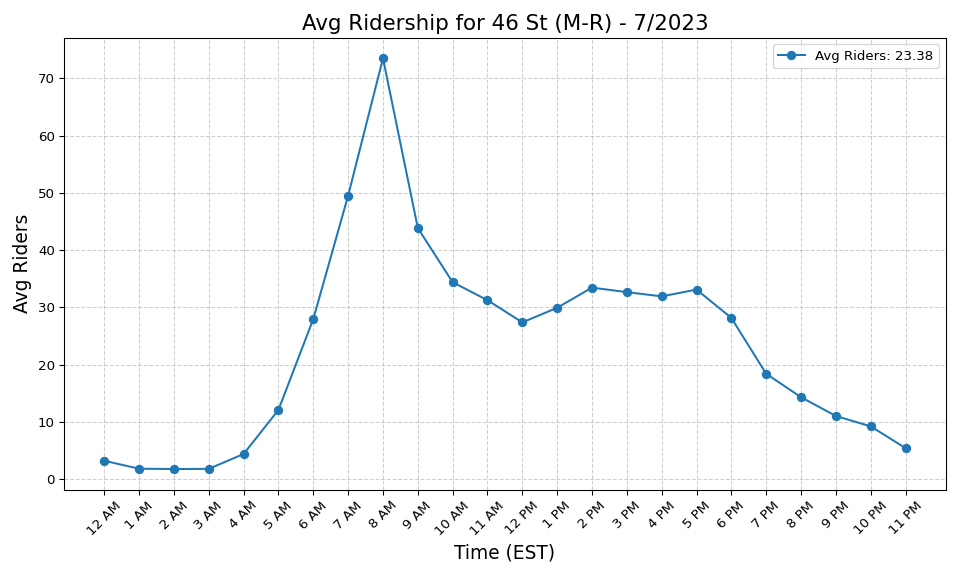 Avg Ridership for 46 St (M-R) - 7/2023
Avg Riders: 23.38
Avg Riders
70
60
50
40
30
20
10
0
12 AM
1 AM
2 AM
3 AM
4 AM
5 AM
6 AM
7 AM
8 AM
9 AM
10 AM
11 AM
12 PM
1 PM
2 PM
3 PM
4 PM
5 PM
6 PM
7 PM
8 PM
9 PM
10 PM
11 PM
Time (EST)